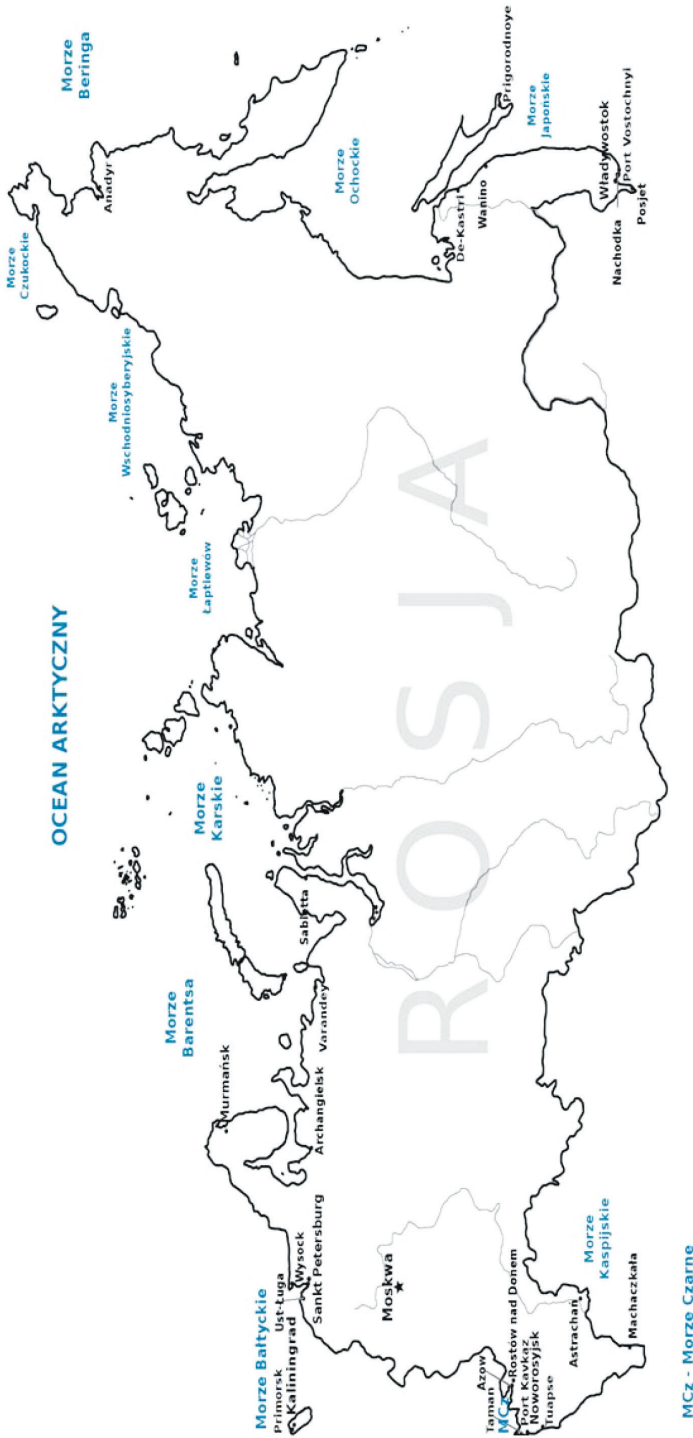 OCEAN ARKTYCZNY
Morze
Beringa
Morze
Czukockie
Morze
Wschodniosyberyjskie
Morze
Łaptiewów
Morze
Karskie
Morze
Barentsa
Morze Bałtyckie
Primorsk
Kaliningrad
Ust-Ługa
Wysock
Sankt Petersburg
Murmańsk
Archangielsk
Varandey
Sabietta
Anadyr
Morze
Ochockie
Prigorodnoye
Morze
Japońskie
De-Kastri
Wanino
Władywostok
Port Vostochnyi
Nachodka
Posjet
ROSJA
Moskwa
Azow
Taman
MCz
Rostów nad Donem
Port Kavkaz
Noworosyjsk
Tuapse
Astrachań
Morze
Kaspijskie
Machaczkała
MCz - Morze Czarne